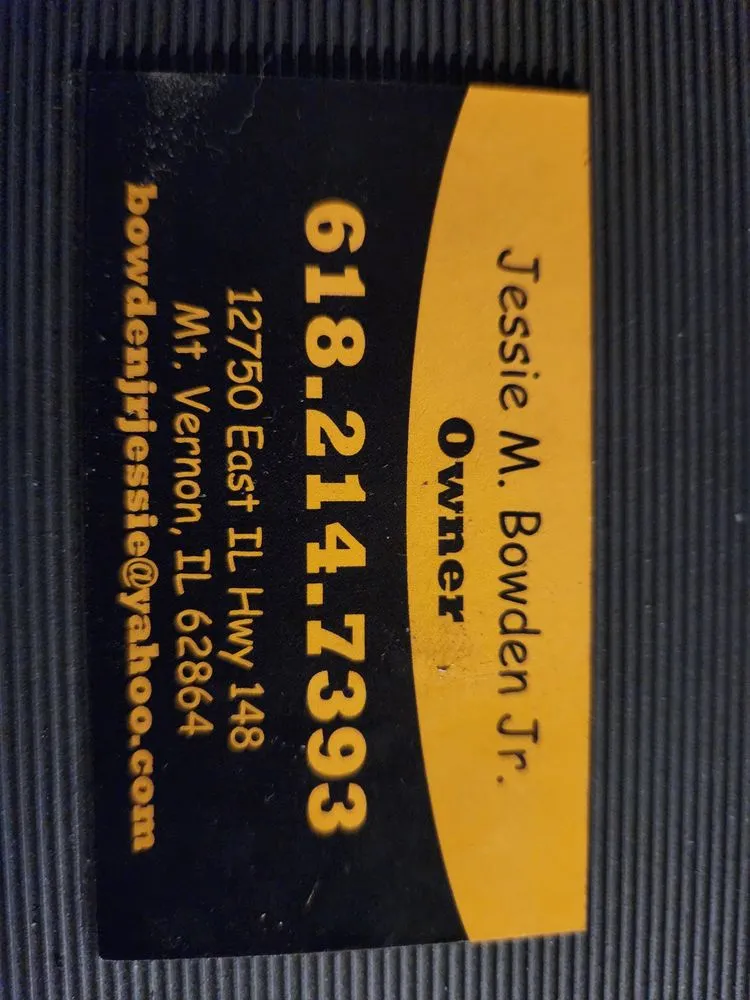 Jessie M. Bowden Jr.
Owner
618.214.7393
12750 East IL Hwy 148
Mt. Vernon, IL 62864
bowdenjrjessie@yahoo.com